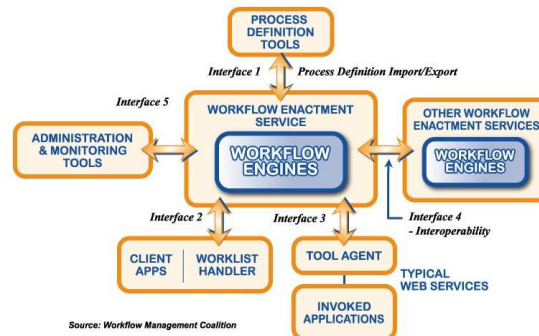 PROCESS
DEFINITION
TOOLS
Interface 1
Process Definition Import/Export
Interface 5
WORKFLOW ENACTMENT
SERVICE
WORKFLOW
ENGINES
OTHER WORKFLOW
ENACTMENT SERVICES
WORKFLOW
ENGINES
ADMINISTRATION
& MONITORING
TOOLS
Interface 2
Interface 3
Interface 4
- Interoperability
CLIENT
APPS
WORKLIST
HANDLER
TOOL AGENT
TYPICAL
WEB SERVICES
INVOKED
APPLICATIONS
Source: Workflow Management Coalition